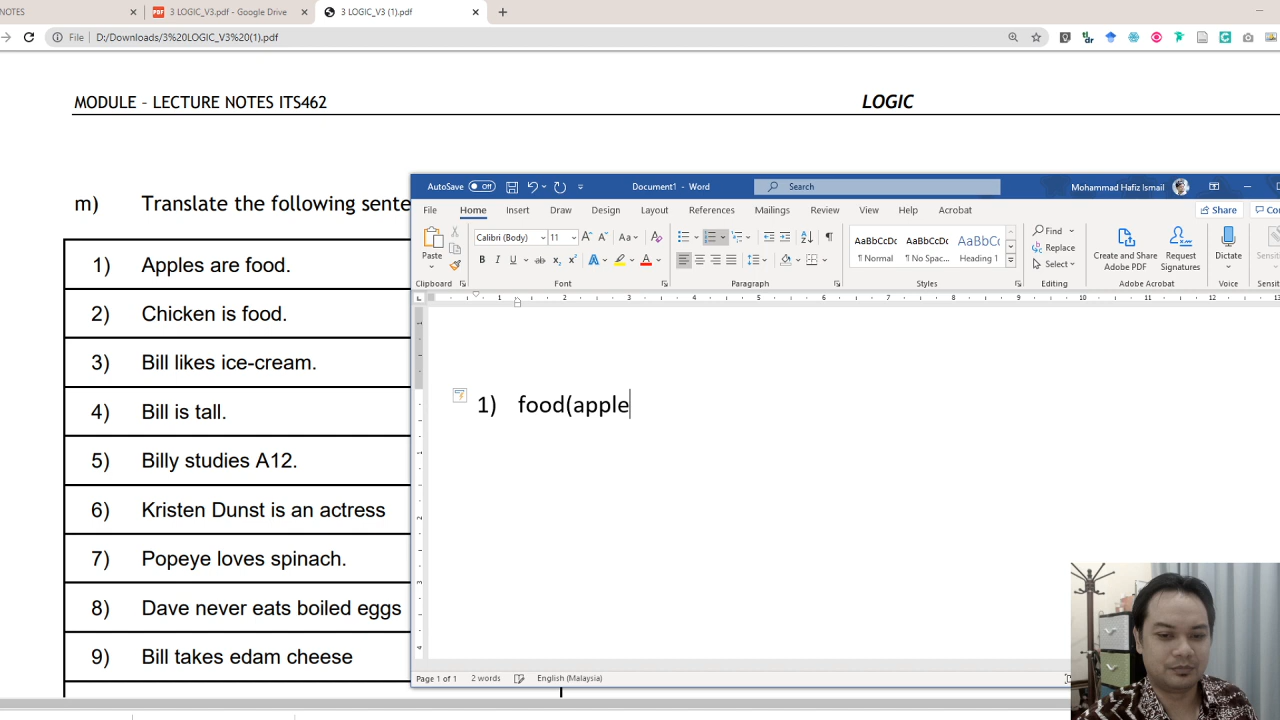 NOTES
3 LOGIC_V3.pdf - Google Drive
3 LOGIC_V3 (1).pdf
File
D:/Downloads/3%20LOGIC_V3%20(1).pdf
MODULE – LECTURE NOTES ITS462
LOGIC
m) Translate the following sente
1) Apples are food.
2) Chicken is food.
3) Bill likes ice-cream.
4) Bill is tall.
5) Billy studies A12.
6) Kristen Dunst is an actress
7) Popeye loves spinach.
8) Dave never eats boiled eggs
9) Bill takes edam cheese
AutoSave Off
Document1 - Word
Search
Mohammad Hafiz Ismail
File Home Insert Draw Design Layout References Mailings Review View Help Acrobat
Share
Co
Paste
Calibri (Body) 11
AaBbCcDc AaBbCcDc AaBbCc
¶ Normal ¶ No Spac... Heading 1
Find
Replace
Select
Create and Share
Adobe PDF
Request
Signatures
Dictate
Sensiti
Clipboard Font Paragraph Styles Editing Adobe Acrobat Voice Sensit
1) food(apple
Page 1 of 1 2 words English (Malaysia)